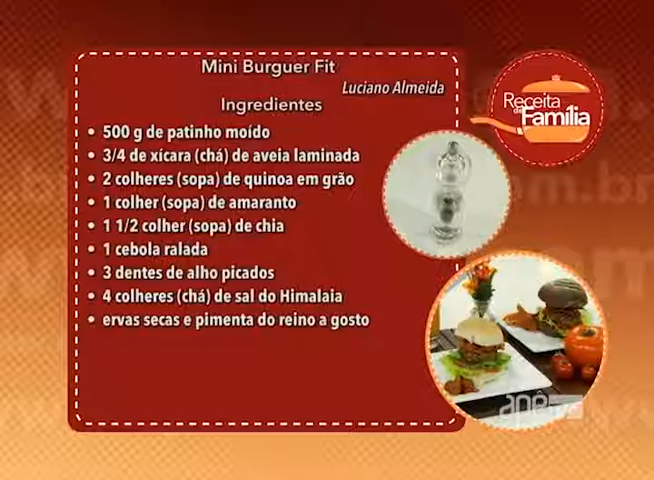 Mini Burguer Fit
Luciano Almeida
Ingredientes
• 500 g de patinho moído
• 3/4 de xícara (chá) de aveia laminada
• 2 colheres (sopa) de quinoa em grão
• 1 colher (sopa) de amaranto
• 1 1/2 colher (sopa) de chia
• 1 cebola ralada
• 3 dentes de alho picados
• 4 colheres (chá) de sal do Himalaia
• ervas secas e pimenta do reino a gosto
Receita
de Família